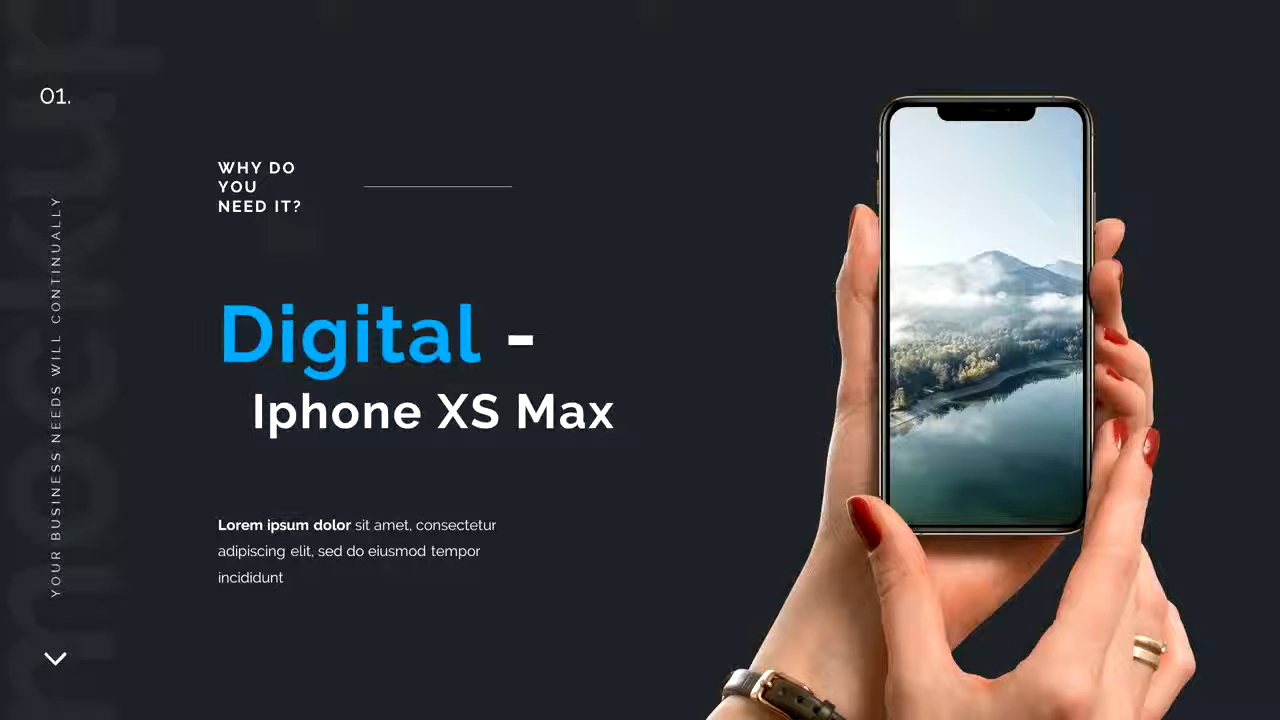 01.
WHY DO
YOU
NEED IT?
Digital -
Iphone XS Max
Lorem ipsum dolor sit amet, consectetur
adipiscing elit, sed do eiusmod tempor
incididunt
YOUR BUSINESS NEEDS WILL CONTINUALLY
mockup